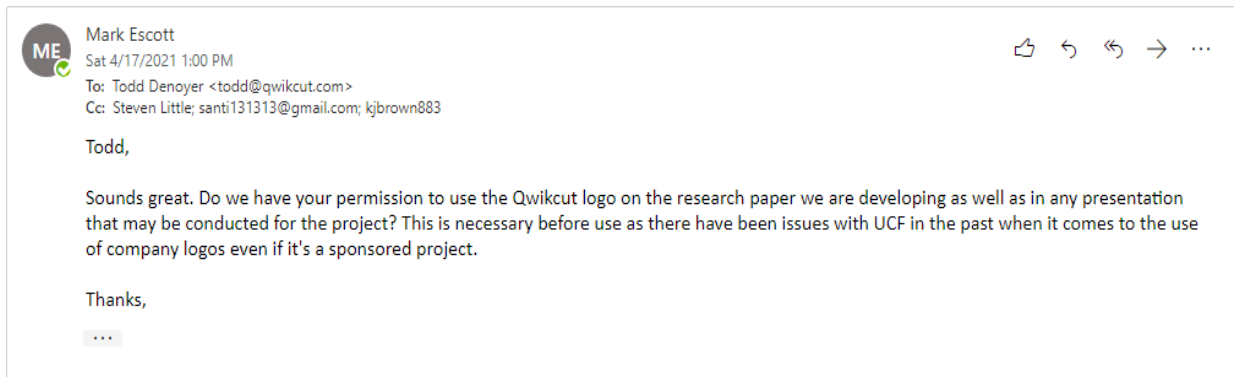 ME
Mark Escott
Sat 4/17/2021 1:00 PM
To: Todd Denoyer <todd@qwikcut.com>
Cc: Steven Little; santi131313@gmail.com; kjbrown883
Todd,
Sounds great. Do we have your permission to use the Qwikcut logo on the research paper we are developing as well as in any presentation
that may be conducted for the project? This is necessary before use as there have been issues with UCF in the past when it comes to the use
of company logos even if it's a sponsored project.
Thanks,
...